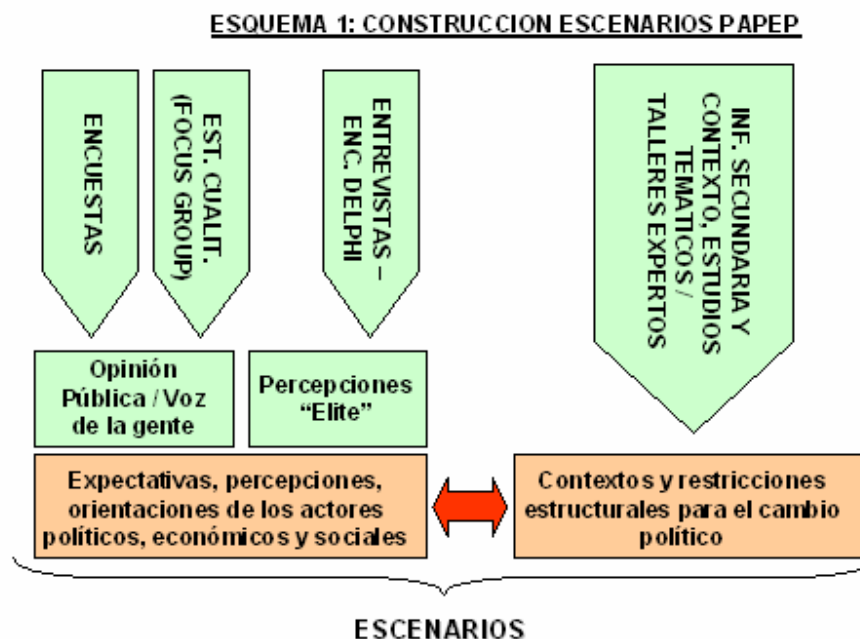 ESQUEMA 1: CONSTRUCCION ESCENARIOS PAPEP
ENCUESTAS
EST. CUALIT.
(FOCUS GROUP)
ENTREVISTAS –
ENC. DELPHI
INF. SECUNDARIA Y
CONTEXTO, ESTUDIOS
TEMATICOS /
TALLERES EXPERTOS
Opinión
Pública / Voz
de la gente
Percepciones
“Elite”
Expectativas, percepciones,
orientaciones de los actores
políticos, económicos y sociales
Contextos y restricciones
estructurales para el cambio
político
ESCENARIOS